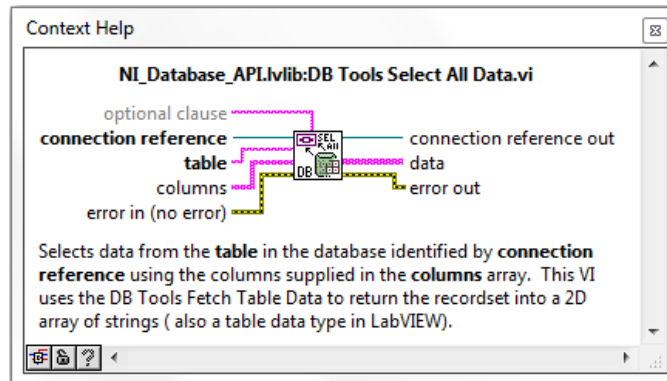 Context Help
NI_Database_API.lvlib:DB Tools Select All Data.vi
optional clause
connection reference
table
columns
error in (no error)
SEL
All
DB
connection reference out
data
error out
Selects data from the table in the database identified by connection
reference using the columns supplied in the columns array. This VI
uses the DB Tools Fetch Table Data to return the recordset into a 2D
array of strings ( also a table data type in LabVIEW).
?